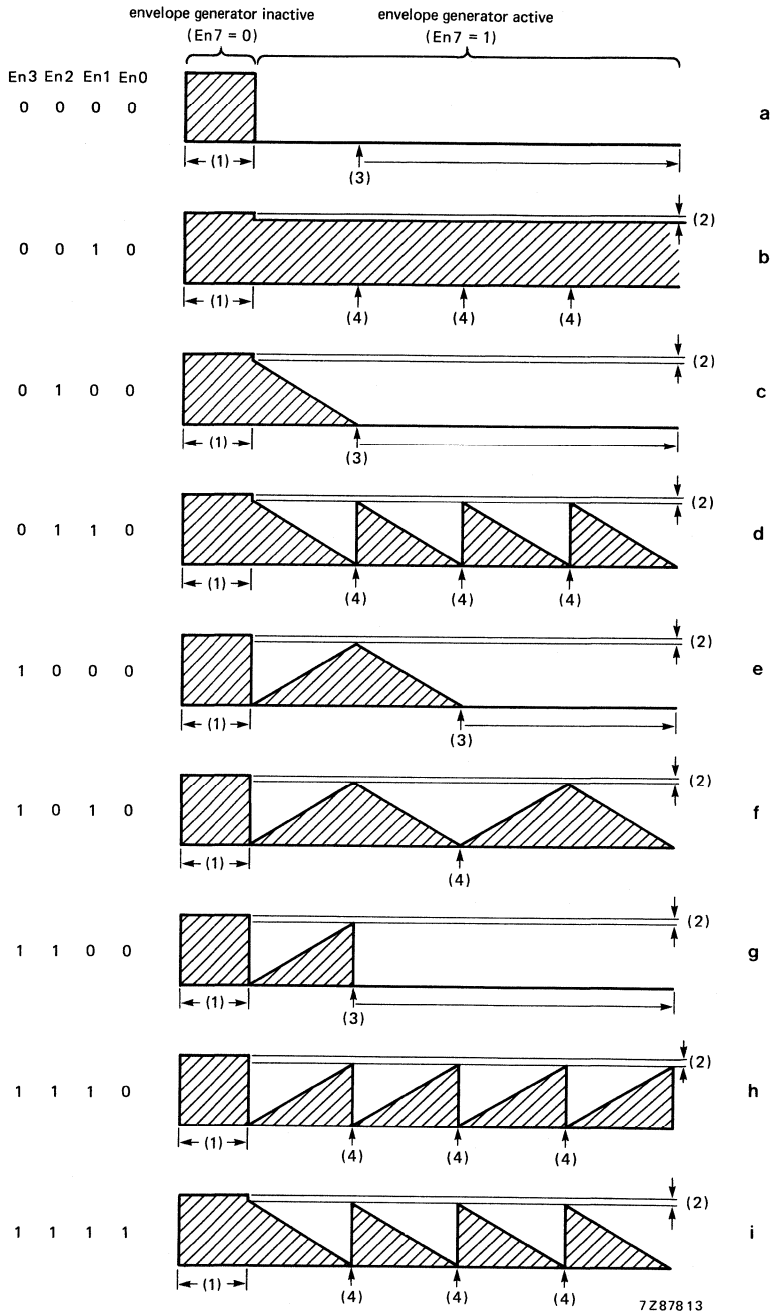 envelope generator inactive
(En7 = 0)
envelope generator active
(En7 = 1)
En3 En2 En1 En0
0 0 0 0
(1)
(3)
a
0 0 1 0
(1)
(4)
(4)
(4)
(2)
b
0 1 0 0
(1)
(3)
(2)
c
0 1 1 0
(1)
(4)
(4)
(4)
(2)
d
1 0 0 0
(1)
(3)
(2)
e
1 0 1 0
(1)
(4)
(2)
f
1 1 0 0
(1)
(3)
(2)
g
1 1 1 0
(1)
(4)
(4)
(4)
(2)
h
1 1 1 1
(1)
(4)
(4)
(4)
(2)
i
7Z87813